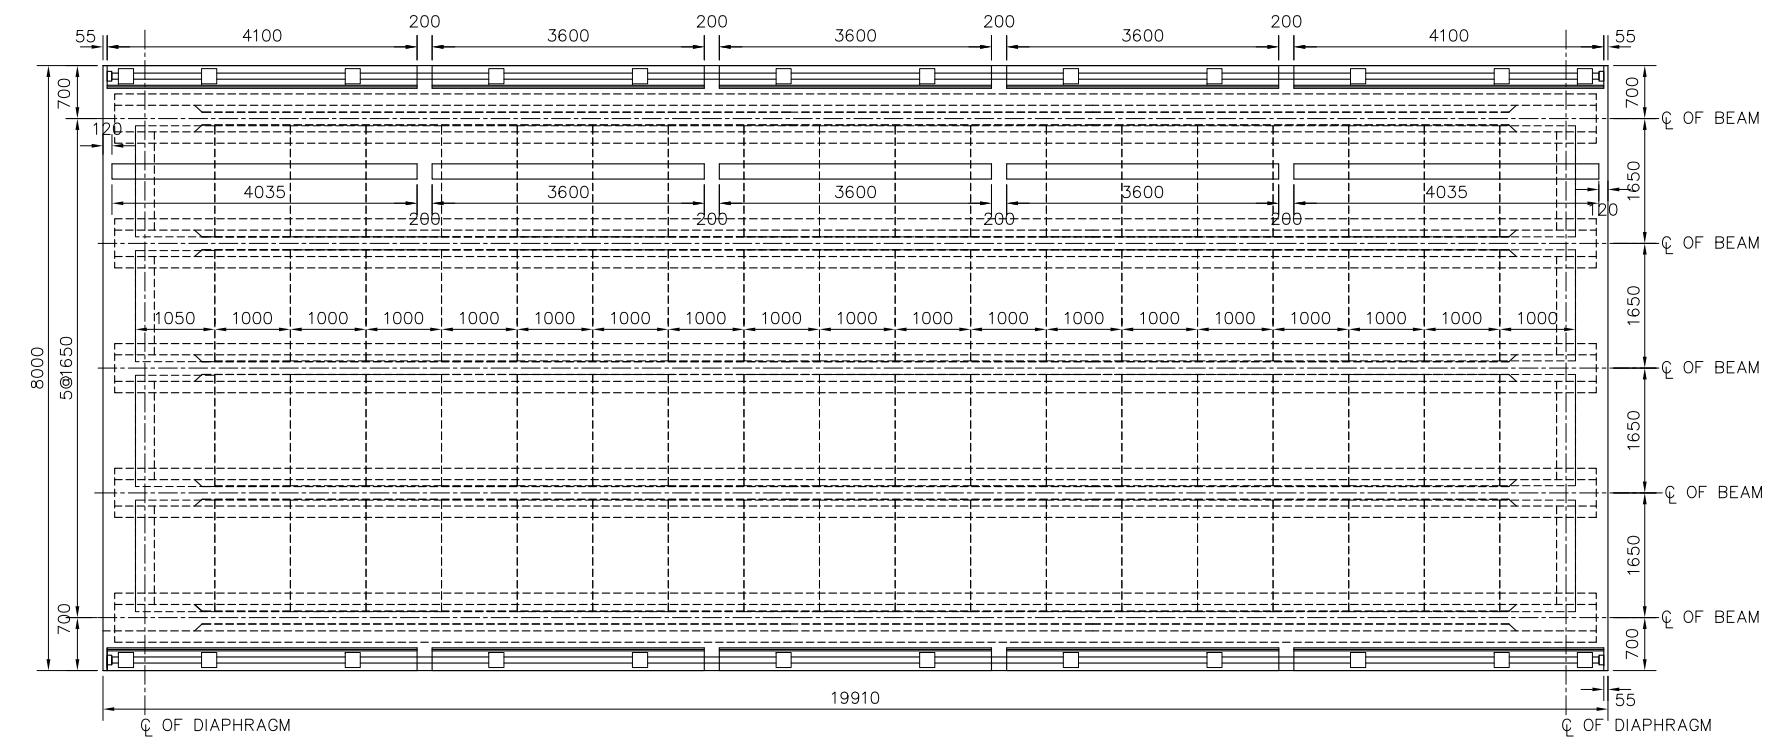 200 200 200 200
55 4100 3600 3600 3600 4100 55
700 700
℄ OF BEAM
120
1650
4035 3600 3600 3600 4035
200 200 200 200 120
℄ OF BEAM
1650
1050 1000 1000 1000 1000 1000 1000 1000 1000 1000 1000 1000 1000 1000 1000 1000 1000 1000 1000
8000
5@1650
℄ OF BEAM
1650
℄ OF BEAM
1650
700
℄ OF BEAM
700
19910 55
℄ OF DIAPHRAGM ℄ OF DIAPHRAGM